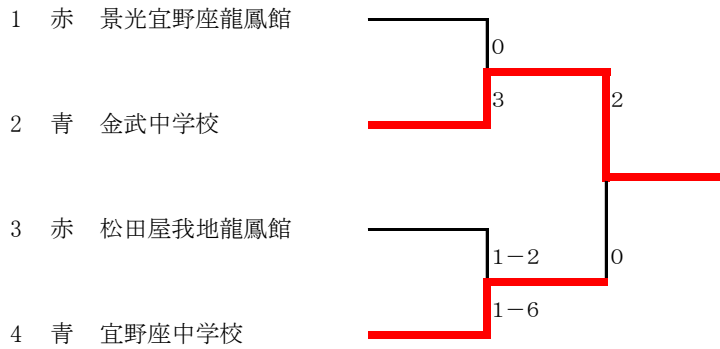 1 赤 景光宜野座龍鳳館
0
3
2
2 青 金武中学校
3 赤 松田屋我地龍鳳館
1－2
0
1－6
4 青 宜野座中学校